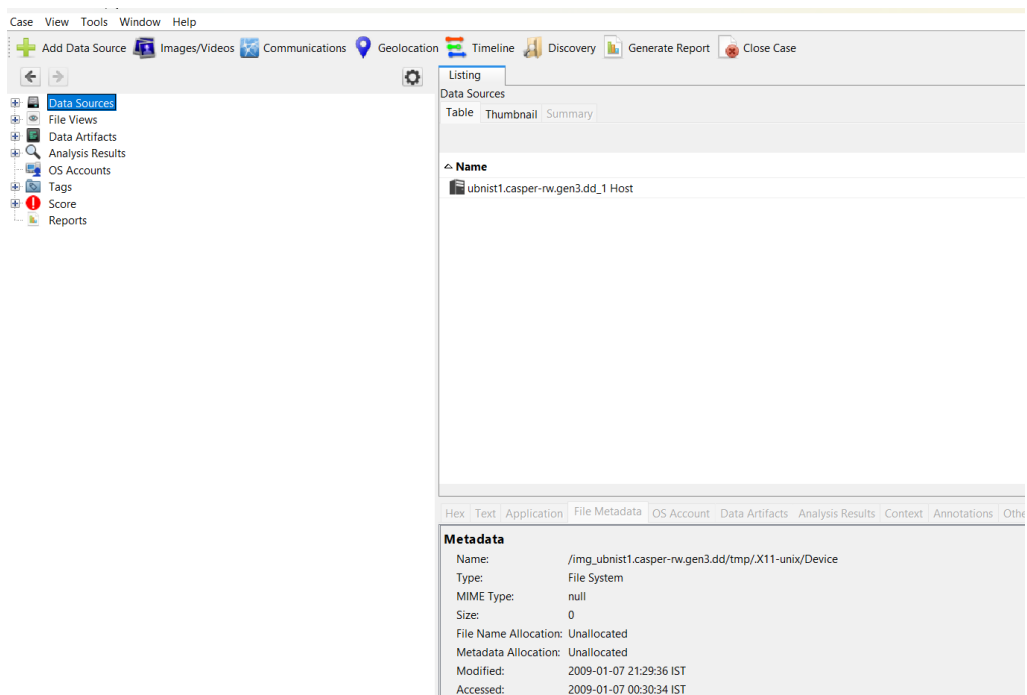 Case View Tools Window Help
Add Data Source Images/Videos Communications Geolocation Timeline Discovery Generate Report Close Case
Listing
Data Sources
Table Thumbnail Summary
Data Sources
File Views
Data Artifacts
Analysis Results
OS Accounts
Tags
Score
Reports
Name
ubnist1.casper-rw.gen3.dd_1 Host
Hex Text Application File Metadata OS Account Data Artifacts Analysis Results Context Annotations Othe
Metadata
Name: /img_ubnist1.casper-rw.gen3.dd/tmp/.X11-unix/Device
Type: File System
MIME Type: null
Size: 0
File Name Allocation: Unallocated
Metadata Allocation: Unallocated
Modified: 2009-01-07 21:29:36 IST
Accessed: 2009-01-07 00:30:34 IST